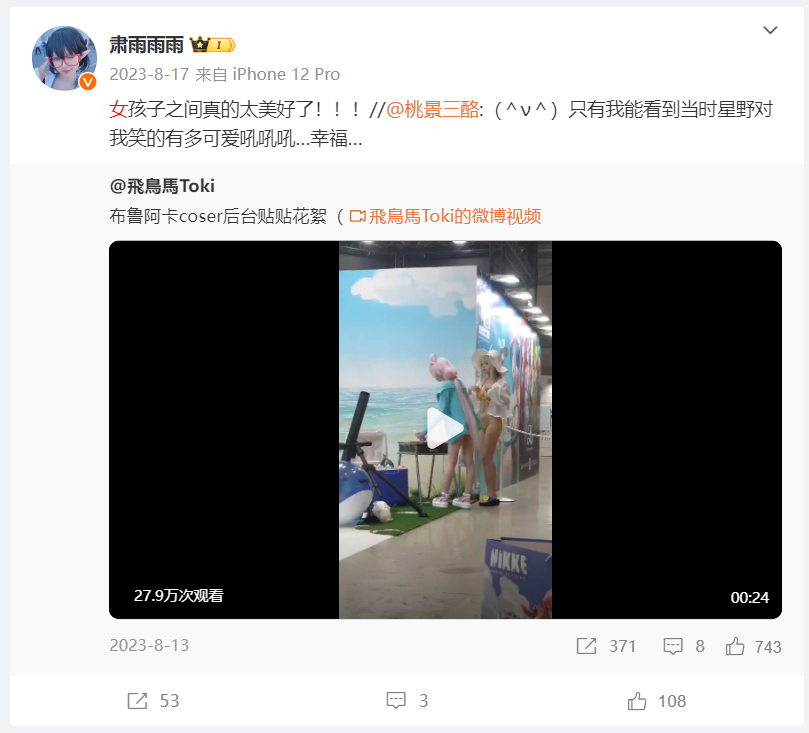 肃雨雨雨 I
2023-8-17 来自 iPhone 12 Pro
女孩子之间真的太美好了！！！//@桃景三酪:（^ν^）只有我能看到当时星野对
我笑的有多可爱吼吼吼...幸福...
@飛鳥馬Toki
布鲁阿卡coser后台贴贴花絮（ 飛鳥馬Toki的微博视频
NIKKE
27.9万次观看
00:24
2023-8-13
371
8
743
53
3
108